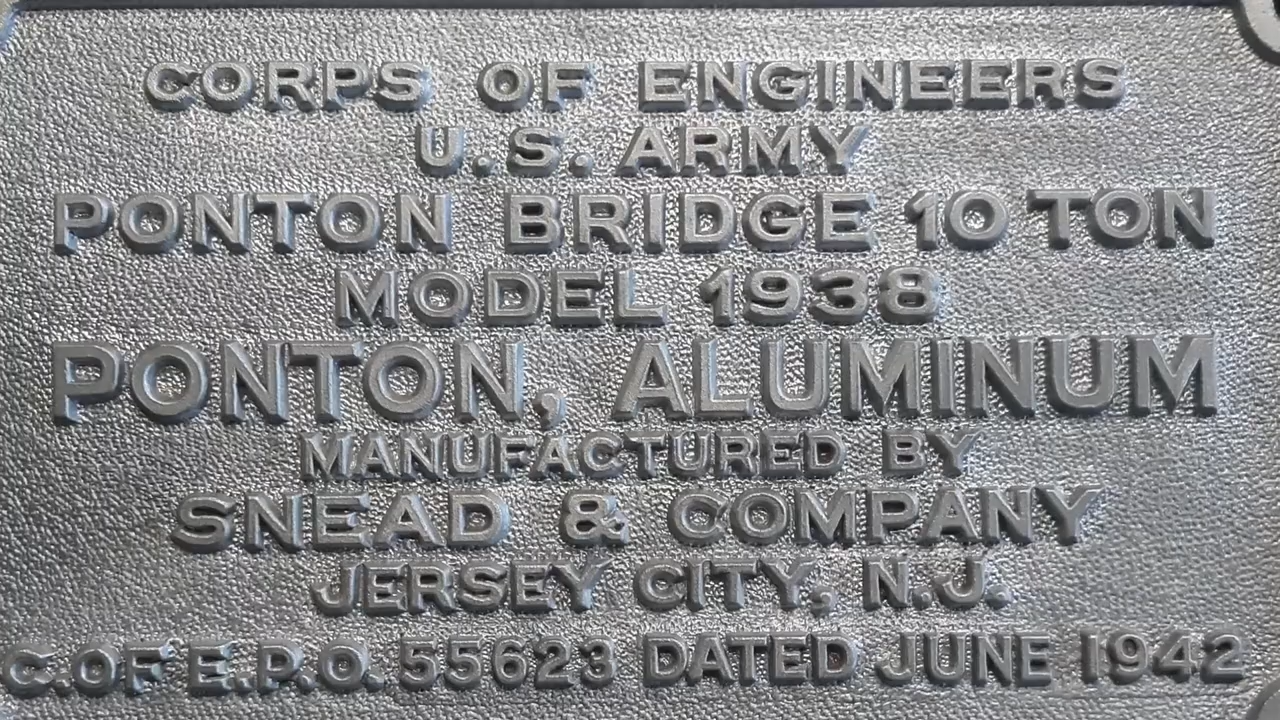 CORPS OF ENGINEERS
U.S. ARMY
PONTON BRIDGE 10 TON
MODEL 1938
PONTON, ALUMINUM
MANUFACTURED BY
SNEAD & COMPANY
JERSEY CITY, N.J.
C. OF E. P.O. 55623 DATED JUNE 1942